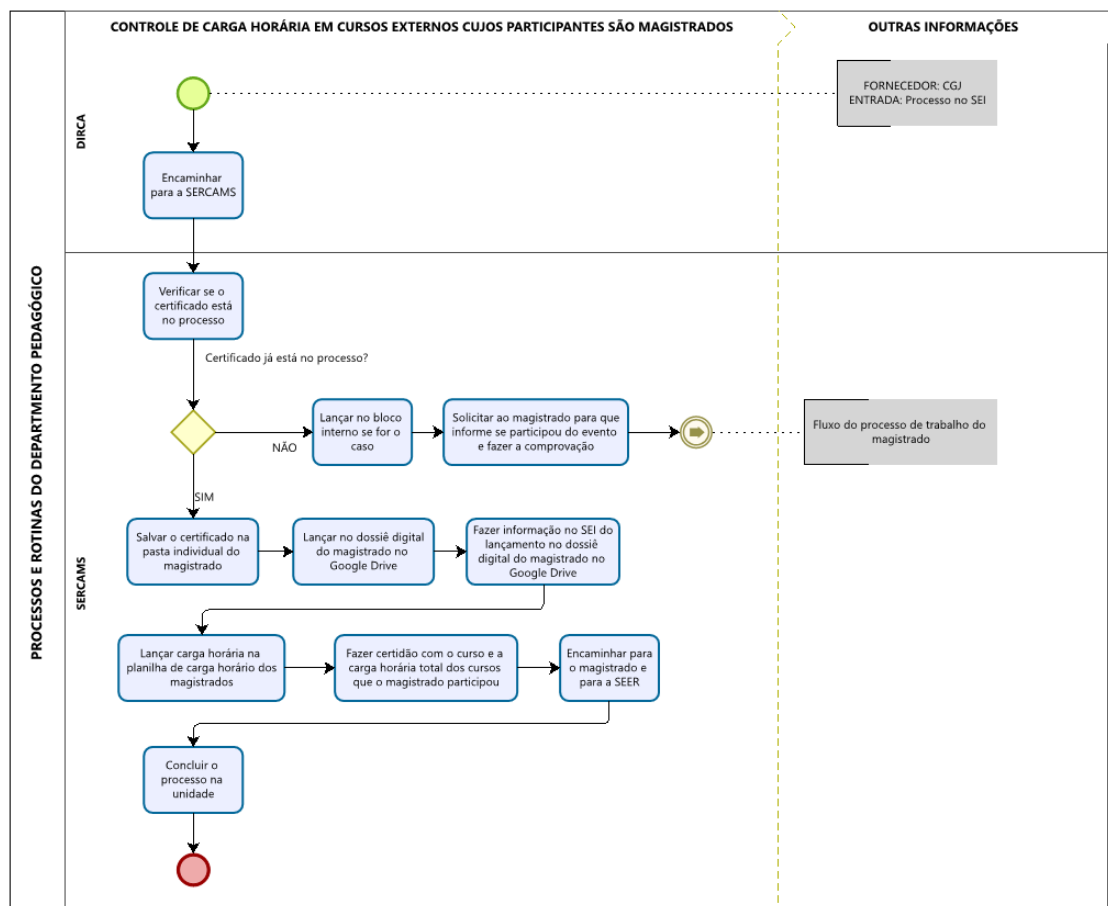 CONTROLE DE CARGA HORÁRIA EM CURSOS EXTERNOS CUJOS PARTICIPANTES SÃO MAGISTRADOS
OUTRAS INFORMAÇÕES
PROCESSOS E ROTINAS DO DEPARTMENTO PEDAGÓGICO
DIRCA
FORNECEDOR: CGJ
ENTRADA: Processo no SEI
Encaminhar
para a SERCAMS
SERCAMS
Verificar se o
certificado está
no processo
Certificado já está no processo?
NÃO
Lançar no bloco
interno se for o
caso
Solicitar ao magistrado para que
informe se participou do evento
e fazer a comprovação
Fluxo do processo de trabalho do
magistrado
SIM
Salvar o certificado na
pasta individual do
magistrado
Lançar no dossiê
digital do
magistrado no
Google Drive
Fazer informação no SEI do
lançamento no dossiê
digital do magistrado no
Google Drive
Lançar carga horária na
planilha de carga horário dos
magistrados
Fazer certidão com o curso e a
carga horária total dos cursos
que o magistrado participou
Encaminhar para
o magistrado e
para a SEER
Concluir o
processo na
unidade